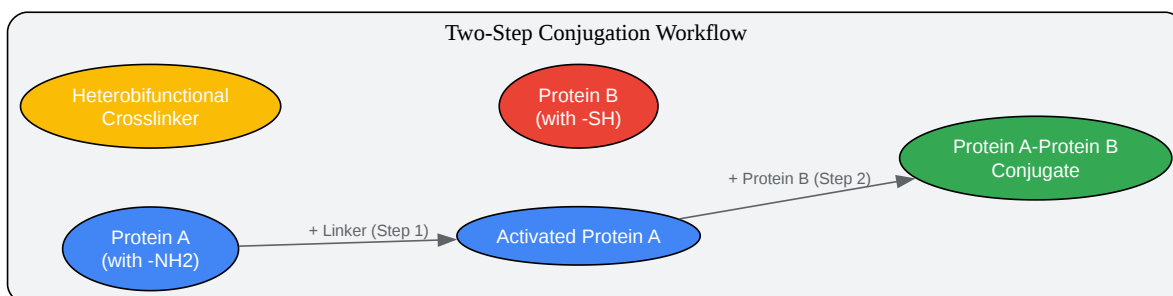 Two-Step Conjugation Workflow
Heterobifunctional
Crosslinker
Protein B
(with -SH)
Protein A-Protein B
Conjugate
+ Protein B (Step 2)
Protein A
(with -NH2)
+ Linker (Step 1)
Activated Protein A